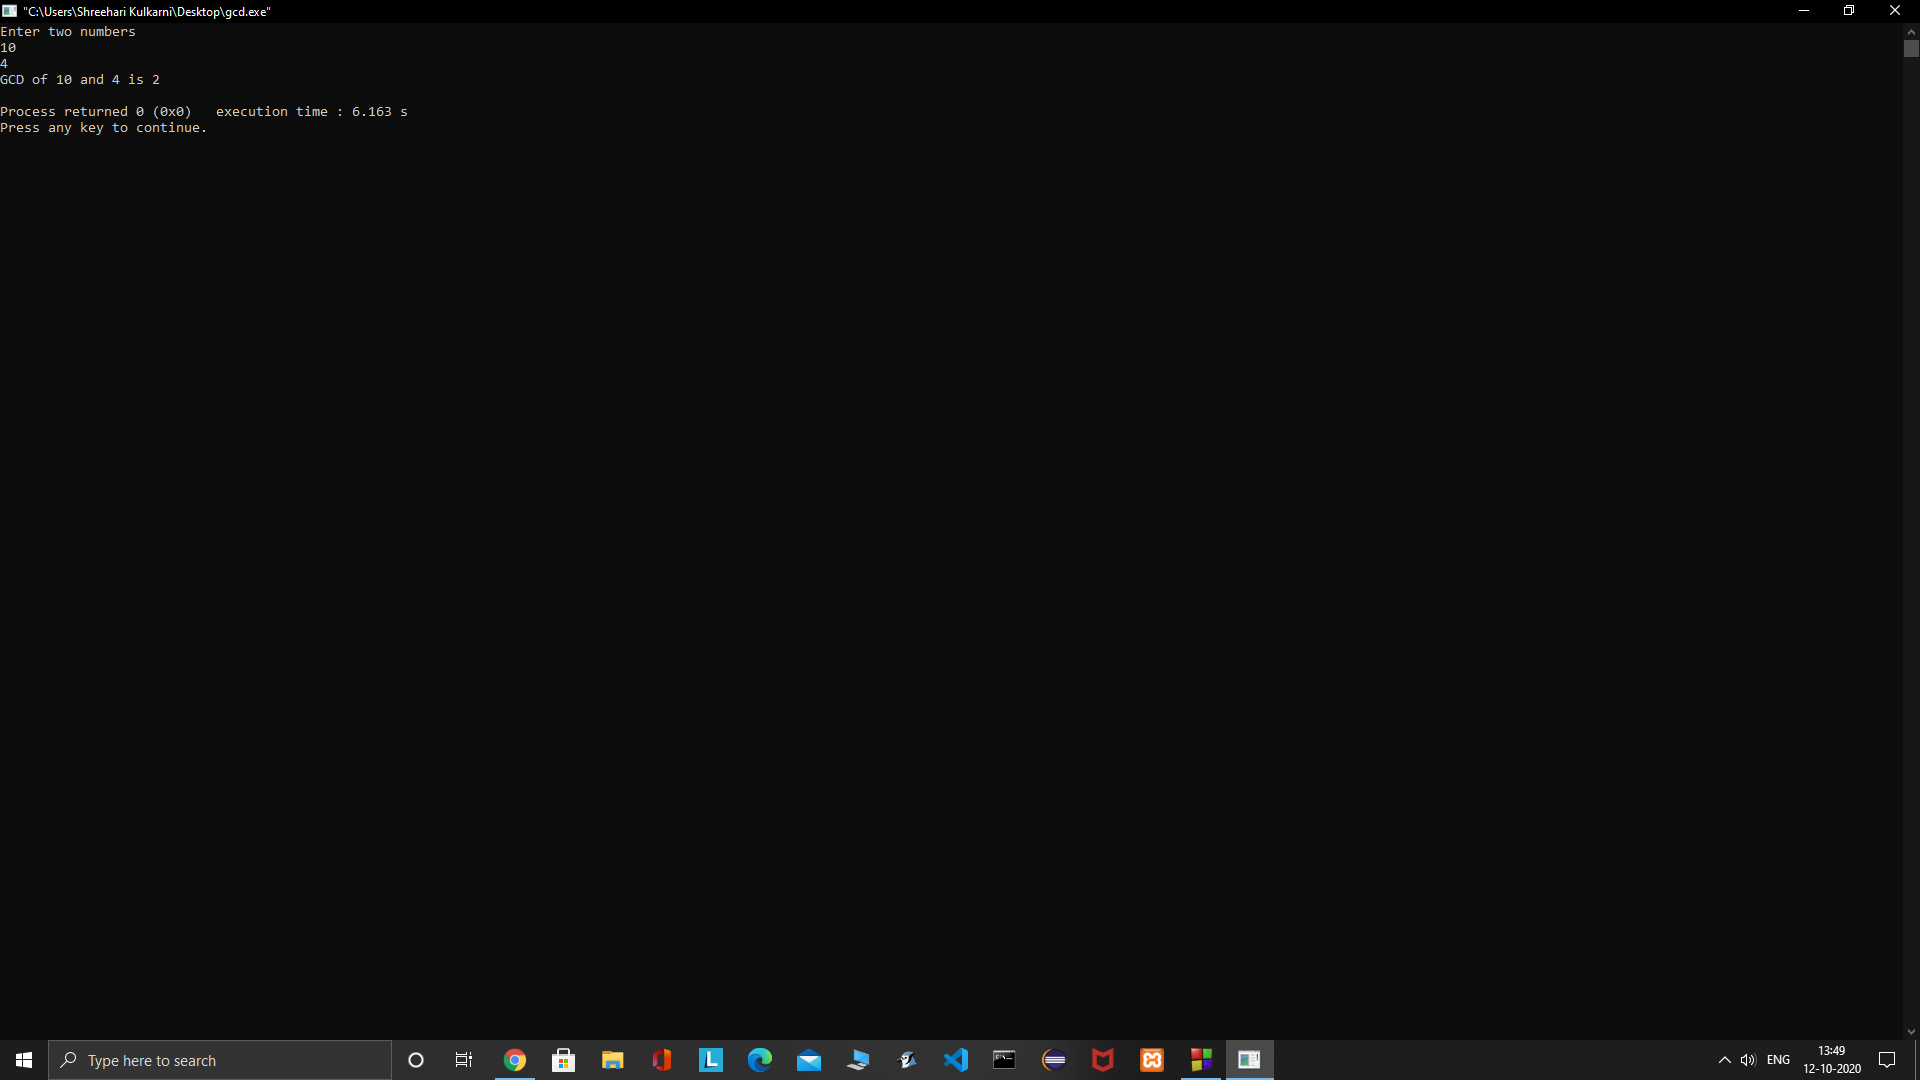 "C:\Users\Shreehari Kulkarni\Desktop\gcd.exe"
Enter two numbers
10
4
GCD of 10 and 4 is 2
Process returned 0 (0x0)   execution time : 6.163 s
Press any key to continue.
Type here to search
L
ENG
13:49
12-10-2020